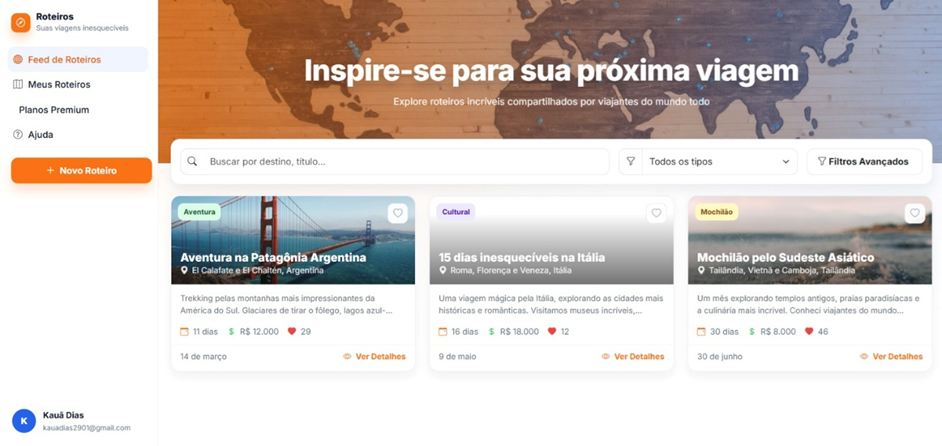 Roteiros
Suas viagens inesquecíveis
Feed de Roteiros
Meus Roteiros
Planos Premium
Ajuda
+ Novo Roteiro
Inspire-se para sua próxima viagem
Explore roteiros incríveis compartilhados por viajantes do mundo todo
Buscar por destino, título...
Todos os tipos
Filtros Avançados
Aventura
Aventura na Patagônia Argentina
El Calafate e El Chaltén, Argentina
Trekking pelas montanhas mais impressionantes da
América do Sul. Glaciares de tirar o fôlego, lagos azul-...
11 dias $ R$ 12.000 29
14 de março Ver Detalhes
Cultural
15 dias inesquecíveis na Itália
Roma, Florença e Veneza, Itália
Uma viagem mágica pela Itália, explorando as cidades mais
históricas e românticas. Visitamos museus incríveis,...
16 dias $ R$ 18.000 12
9 de maio Ver Detalhes
Mochilão
Mochilão pelo Sudeste Asiático
Tailândia, Vietnã e Camboja, Tailândia
Um mês explorando templos antigos, praias paradisíacas e
a culinária mais incrível. Conheci viajantes do mundo...
30 dias $ R$ 8.000 46
30 de junho Ver Detalhes
K
Kauã Dias
kauadias2901@gmail.com